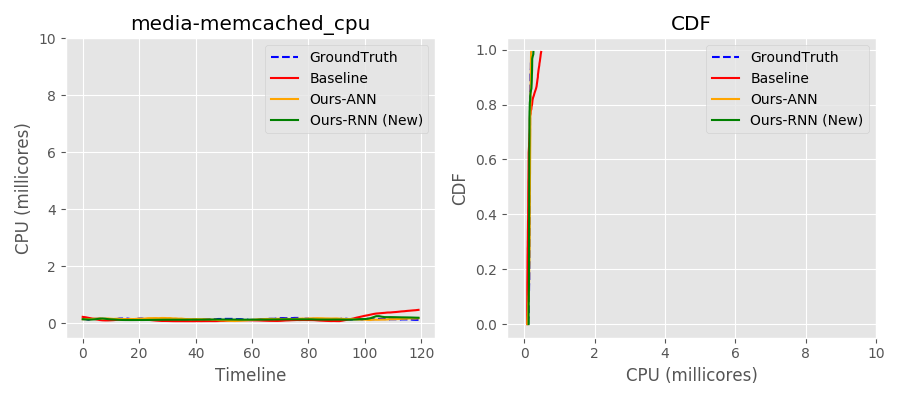 media-memcached_cpu
CPU (millicores)
10
8
6
4
2
0
0 20 40 60 80 100 120
Timeline
GroundTruth
Baseline
Ours-ANN
Ours-RNN (New)
CDF
CDF
1.0
0.8
0.6
0.4
0.2
0.0
0 2 4 6 8 10
CPU (millicores)
GroundTruth
Baseline
Ours-ANN
Ours-RNN (New)